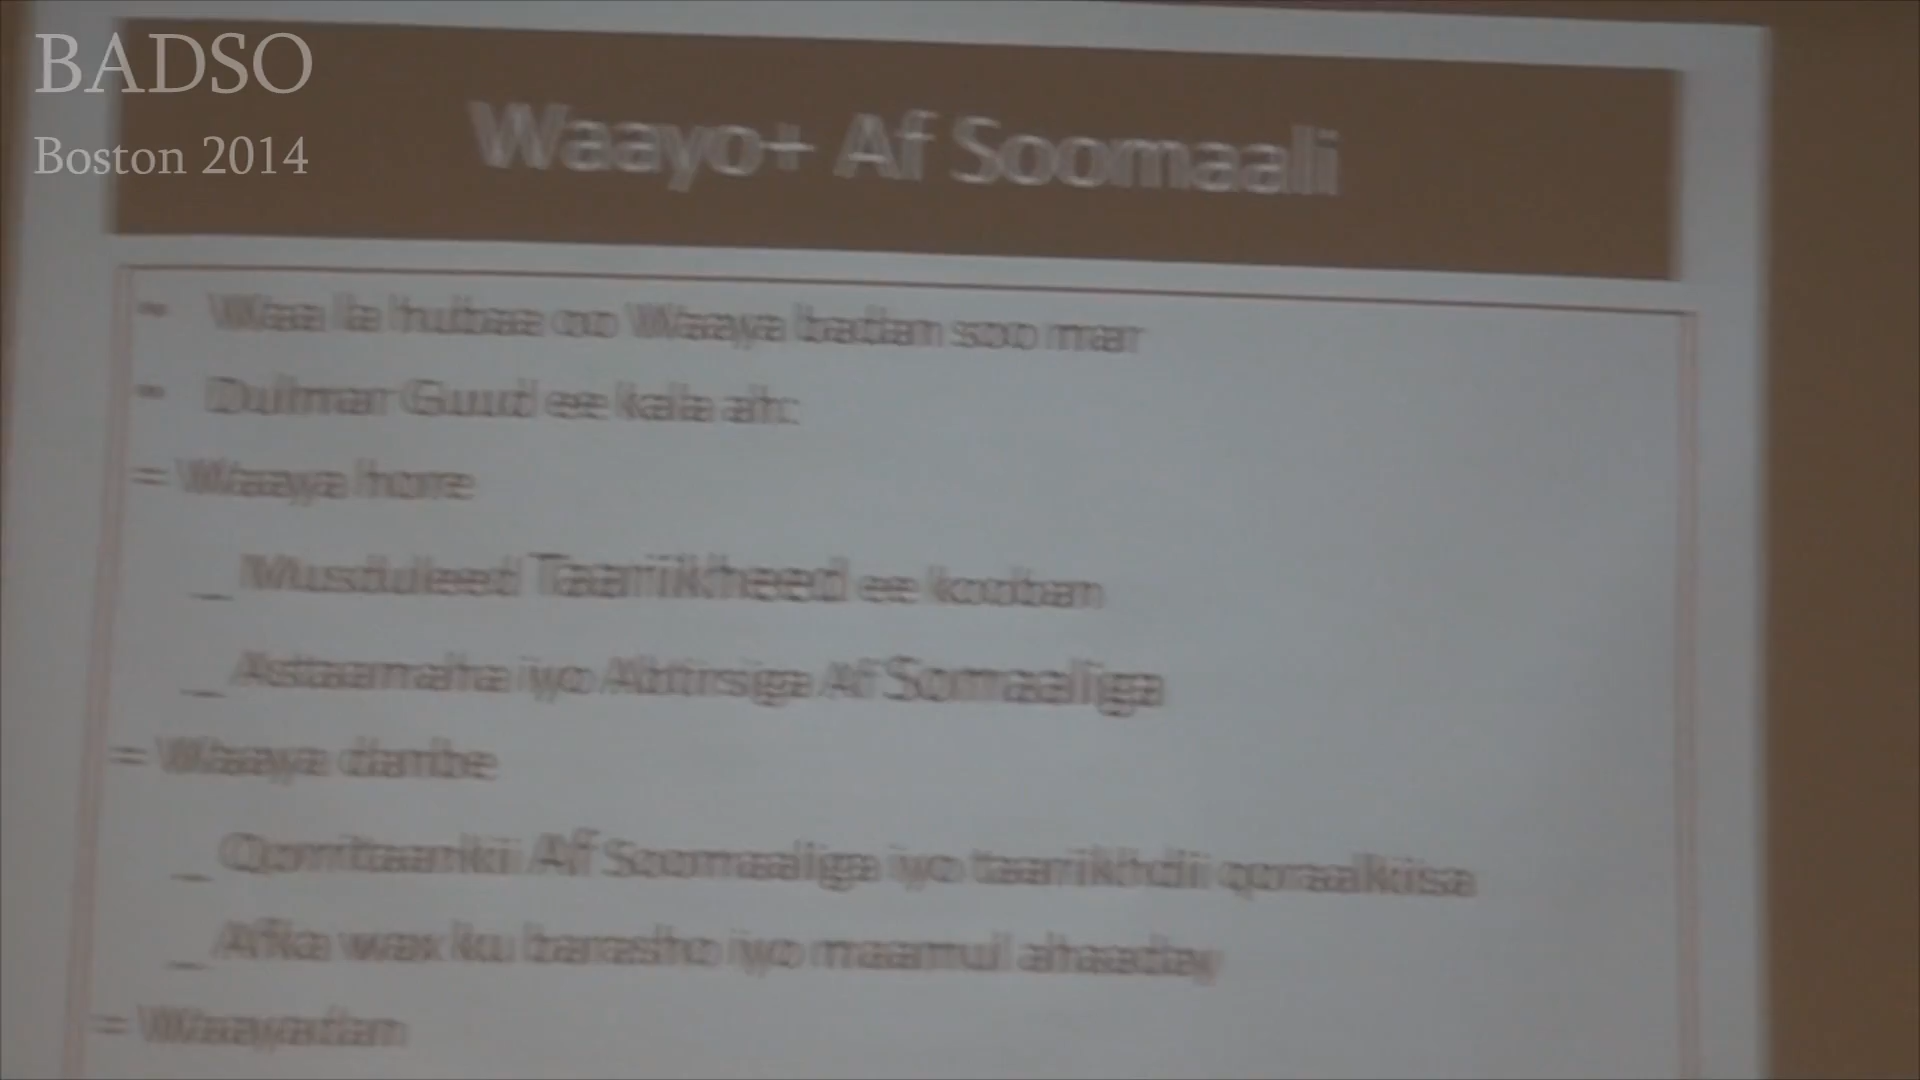 BADSO
Boston 2014
Waayo+ Af Soomaali
- Waa la hubaa oo Waaya badan soo mar
- Dulmar Guud ee kala ah:
= Waaya hore
_ Musduleed Taariikheed ee kooban
_ Astaamaha iyo Abtirsiga Af Somaaliga
= Waaya dambe
_ Qomitaankii Af Soomaaliga iyo taariikhdii qoraalkiisa
_ Afka wax ku barasho iyo maamul ahaaday
= Waayadan